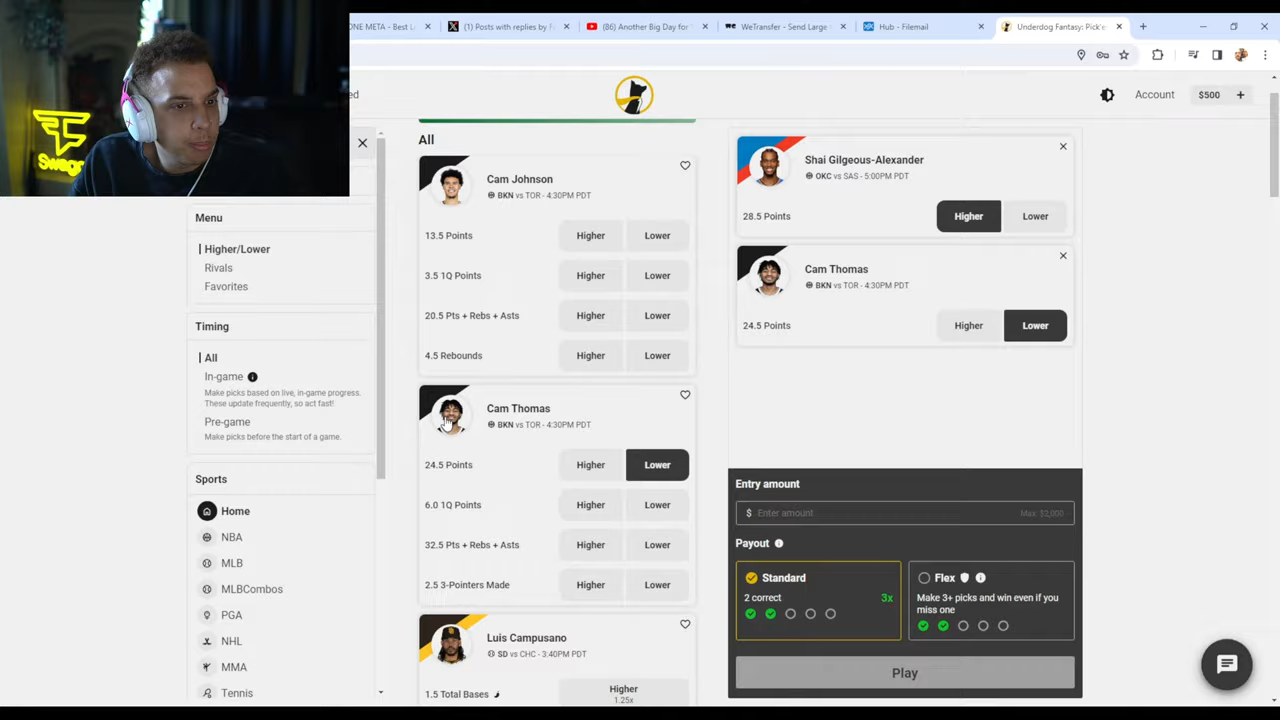 ONE META - Best L
(1) Posts with replies by F
(86) Another Big Day for
WeTransfer - Send Large
Hub - Filemail
Underdog Fantasy: Pick'e
ed
Account
$500 +
FaZe
Swagg
Menu
Higher/Lower
Rivals
Favorites
Timing
All
In-game
Make picks based on live, in-game progress.
These update frequently, so act fast!
Pre-game
Make picks before the start of a game.
Sports
Home
NBA
MLB
MLBCombos
PGA
NHL
MMA
Tennis
All
Cam Johnson
BKN vs TOR - 4:30PM PDT
13.5 Points Higher Lower
3.5 1Q Points Higher Lower
20.5 Pts + Rebs + Asts Higher Lower
4.5 Rebounds Higher Lower
Cam Thomas
BKN vs TOR - 4:30PM PDT
24.5 Points Higher Lower
6.0 1Q Points Higher Lower
32.5 Pts + Rebs + Asts Higher Lower
2.5 3-Pointers Made Higher Lower
Luis Campusano
SD vs CHC - 3:40PM PDT
1.5 Total Bases Higher
1.25x
Shai Gilgeous-Alexander
OKC vs SAS - 5:00PM PDT
28.5 Points Higher Lower
Cam Thomas
BKN vs TOR - 4:30PM PDT
24.5 Points Higher Lower
Entry amount
$ Enter amount Max: $2,000
Payout
Standard
2 correct 3x
Flex
Make 3+ picks and win even if you
miss one
Play